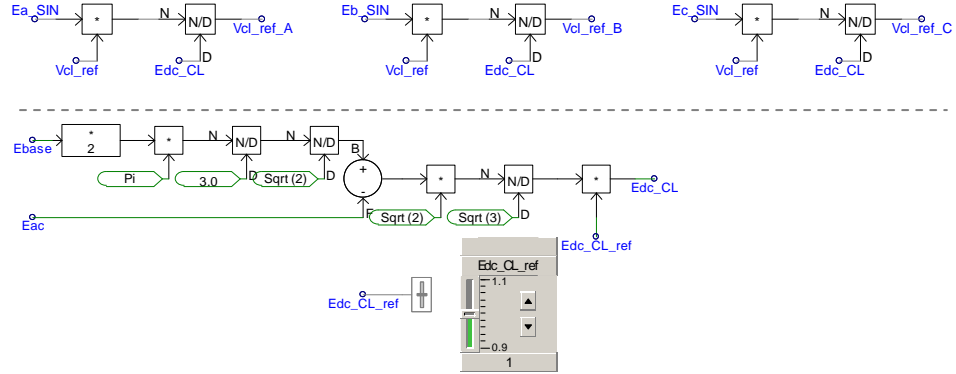 Ea_SIN * N N/D Vcl_ref_A
Vcl_ref Edc_CL D
Eb_SIN * N N/D Vcl_ref_B
Vcl_ref Edc_CL D
Ec_SIN * N N/D Vcl_ref_C
Vcl_ref Edc_CL D
Ebase * 2 * N N/D N N/D B
Pi 3.0 D Sqrt (2) D
+
-
* N N/D * Edc_CL
Eac F Sqrt (2) Sqrt (3) D
Edc_CL_ref
Edc_CL_ref
Edc_CL_ref
1.1
0.9
1